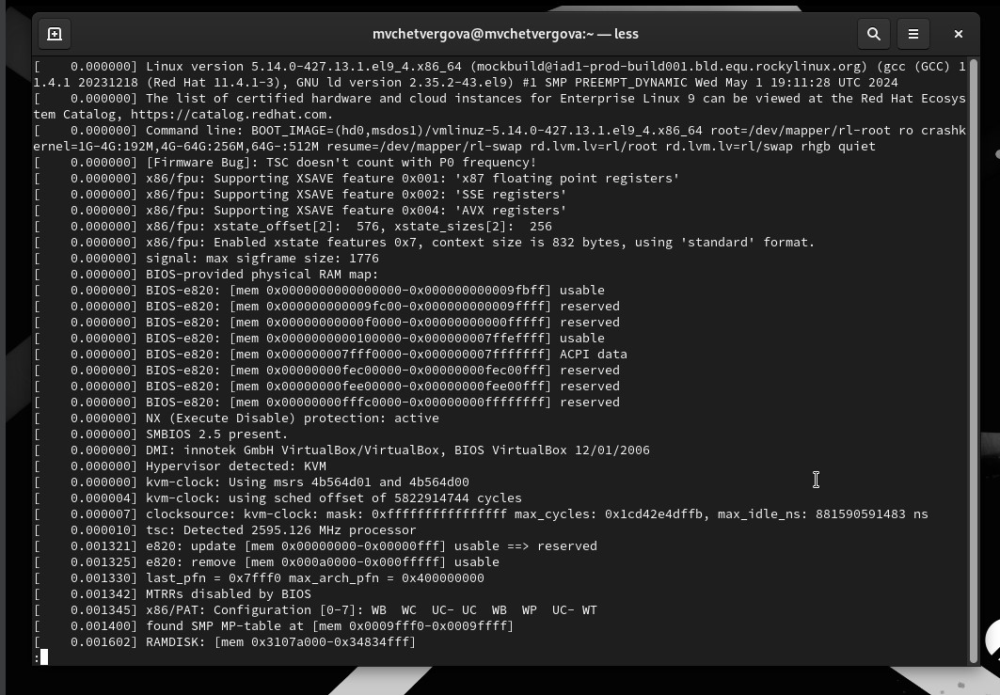 mvchetvergova@mvchetvergova:~ — less
[    0.000000] Linux version 5.14.0-427.13.1.el9_4.x86_64 (mockbuild@iad1-prod-build001.bld.equ.rockylinux.org) (gcc (GCC) 1
1.4.1 20231218 (Red Hat 11.4.1-3), GNU ld version 2.35.2-43.el9) #1 SMP PREEMPT_DYNAMIC Wed May 1 19:11:28 UTC 2024
[    0.000000] The list of certified hardware and cloud instances for Enterprise Linux 9 can be viewed at the Red Hat Ecosys
tem Catalog, https://catalog.redhat.com.
[    0.000000] Command line: BOOT_IMAGE=(hd0,msdos1)/vmlinuz-5.14.0-427.13.1.el9_4.x86_64 root=/dev/mapper/rl-root ro crashk
ernel=1G-4G:192M,4G-64G:256M,64G-:512M resume=/dev/mapper/rl-swap rd.lvm.lv=rl/root rd.lvm.lv=rl/swap rhgb quiet
[    0.000000] [Firmware Bug]: TSC doesn't count with P0 frequency!
[    0.000000] x86/fpu: Supporting XSAVE feature 0x001: 'x87 floating point registers'
[    0.000000] x86/fpu: Supporting XSAVE feature 0x002: 'SSE registers'
[    0.000000] x86/fpu: Supporting XSAVE feature 0x004: 'AVX registers'
[    0.000000] x86/fpu: xstate_offset[2]:  576, xstate_sizes[2]:  256
[    0.000000] x86/fpu: Enabled xstate features 0x7, context size is 832 bytes, using 'standard' format.
[    0.000000] signal: max sigframe size: 1776
[    0.000000] BIOS-provided physical RAM map:
[    0.000000] BIOS-e820: [mem 0x0000000000000000-0x000000000009fbff] usable
[    0.000000] BIOS-e820: [mem 0x000000000009fc00-0x000000000009ffff] reserved
[    0.000000] BIOS-e820: [mem 0x00000000000f0000-0x00000000000fffff] reserved
[    0.000000] BIOS-e820: [mem 0x0000000000100000-0x000000007ffeffff] usable
[    0.000000] BIOS-e820: [mem 0x000000007fff0000-0x000000007fffffff] ACPI data
[    0.000000] BIOS-e820: [mem 0x00000000fec00000-0x00000000fec00fff] reserved
[    0.000000] BIOS-e820: [mem 0x00000000fee00000-0x00000000fee00fff] reserved
[    0.000000] BIOS-e820: [mem 0x00000000fffc0000-0x00000000ffffffff] reserved
[    0.000000] NX (Execute Disable) protection: active
[    0.000000] SMBIOS 2.5 present.
[    0.000000] DMI: innotek GmbH VirtualBox/VirtualBox, BIOS VirtualBox 12/01/2006
[    0.000000] Hypervisor detected: KVM
[    0.000000] kvm-clock: Using msrs 4b564d01 and 4b564d00
[    0.000004] kvm-clock: using sched offset of 5822914744 cycles
[    0.000007] clocksource: kvm-clock: mask: 0xffffffffffffffff max_cycles: 0x1cd42e4dffb, max_idle_ns: 881590591483 ns
[    0.000010] tsc: Detected 2595.126 MHz processor
[    0.001321] e820: update [mem 0x00000000-0x00000fff] usable ==> reserved
[    0.001325] e820: remove [mem 0x000a0000-0x000fffff] usable
[    0.001330] last_pfn = 0x7fff0 max_arch_pfn = 0x400000000
[    0.001342] MTRRs disabled by BIOS
[    0.001345] x86/PAT: Configuration [0-7]: WB  WC  UC- UC  WB  WP  UC- WT
[    0.001400] found SMP MP-table at [mem 0x0009fff0-0x0009ffff]
[    0.001602] RAMDISK: [mem 0x3107a000-0x34834fff]
: